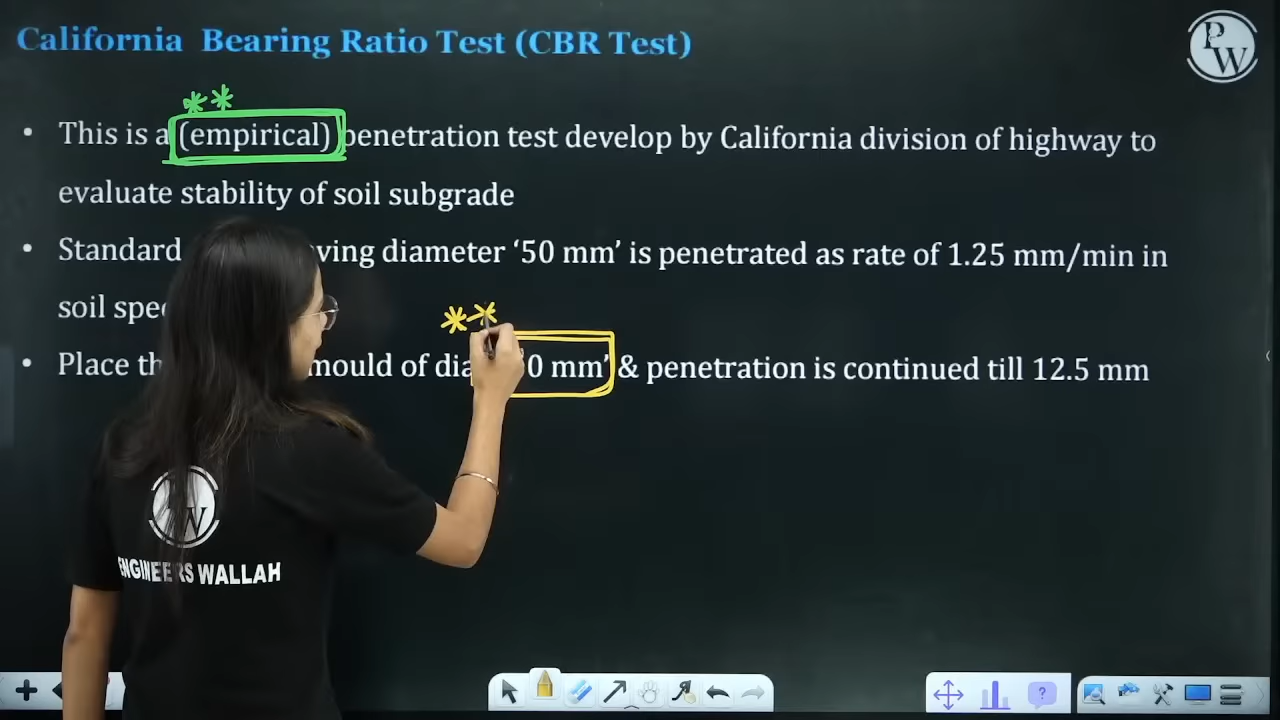 California Bearing Ratio Test (CBR Test)
PW
** 
• This is a (empirical) penetration test develop by California division of highway to
evaluate stability of soil subgrade
• Standard ving diameter ‘50 mm’ is penetrated as rate of 1.25 mm/min in
soil spe
**
• Place th mould of dia 0 mm’ & penetration is continued till 12.5 mm
PW
ENGINEERS WALLAH